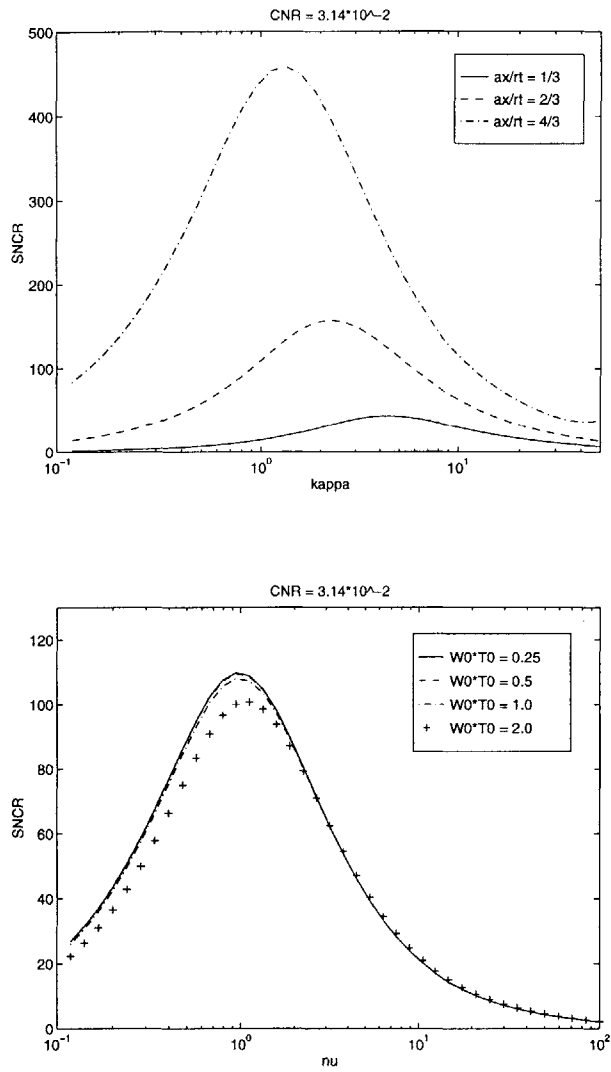 CNR = 3.14*10^-2
500
400
300
200
100
0
SNCR
ax/rt = 1/3
ax/rt = 2/3
ax/rt = 4/3
10^-1
10^0
10^1
kappa
CNR = 3.14*10^-2
120
100
80
60
40
20
0
SNCR
W0*T0 = 0.25
W0*T0 = 0.5
W0*T0 = 1.0
W0*T0 = 2.0
10^-1
10^0
10^1
10^2
nu